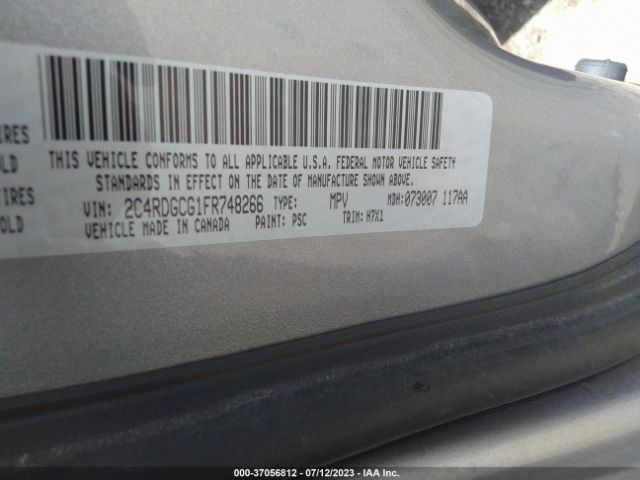 IRES
OLD
IRES
OLD
THIS VEHICLE CONFORMS TO ALL APPLICABLE U.S.A. FEDERAL MOTOR VEHICLE SAFETY
STANDARDS IN EFFECT ON THE DATE OF MANUFACTURE SHOWN ABOVE.
VIN: 2C4RDGCG1FR748266 TYPE: MPV MDH:073007 117AA
VEHICLE MADE IN CANADA PAINT: PSC TRIM: H7X1
000-37056812 / 07/12/2023 / IAA Inc.